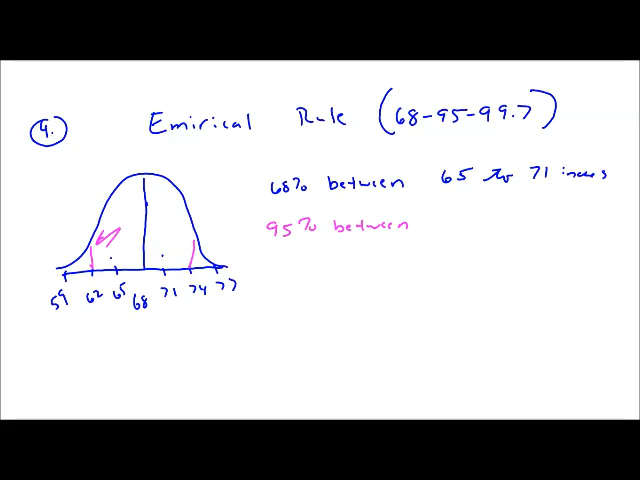 4.
Emirical Rule (68-95-99.7)
68% between 65 to 71 inches
95% between
59 62 65 68 71 74 77